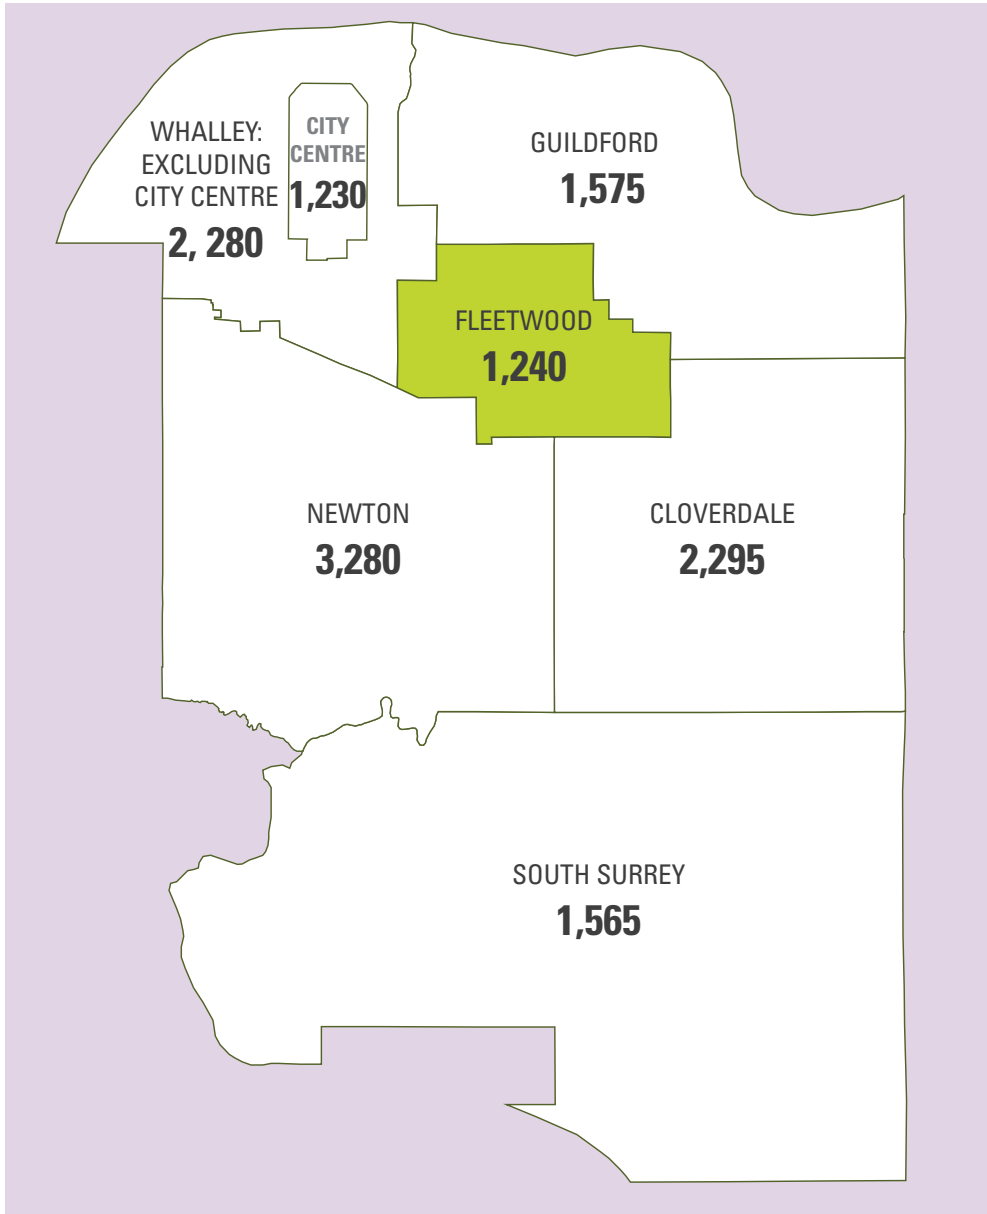 WHALLEY:
EXCLUDING
CITY CENTRE
2, 280
CITY
CENTRE
1,230
GUILDFORD
1,575
FLEETWOOD
1,240
NEWTON
3,280
CLOVERDALE
2,295
SOUTH SURREY
1,565